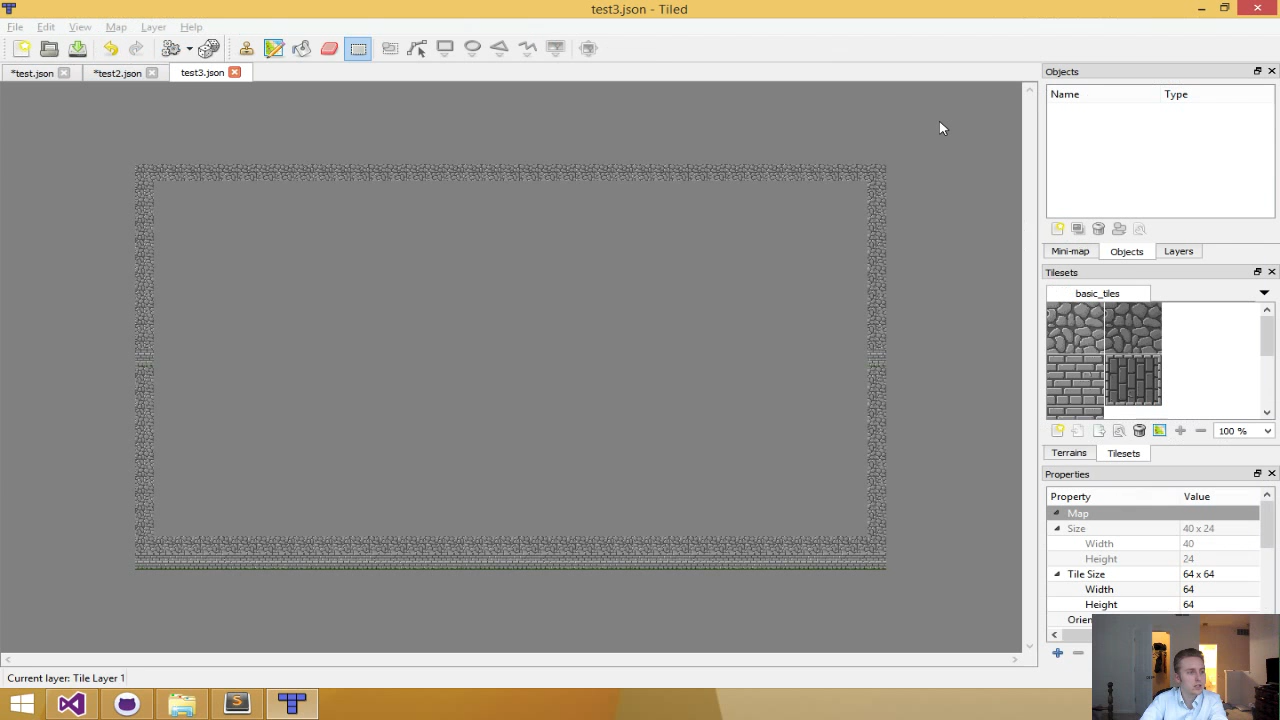 test3.json - Tiled
File Edit View Map Layer Help
*test.json *test2.json test3.json
Objects
Name Type
Mini-map Objects Layers
Tilesets
basic_tiles
100 %
Terrains Tilesets
Properties
Property Value
Map
Size 40 x 24
Width 40
Height 24
Tile Size 64 x 64
Width 64
Height 64
Orien
Current layer: Tile Layer 1